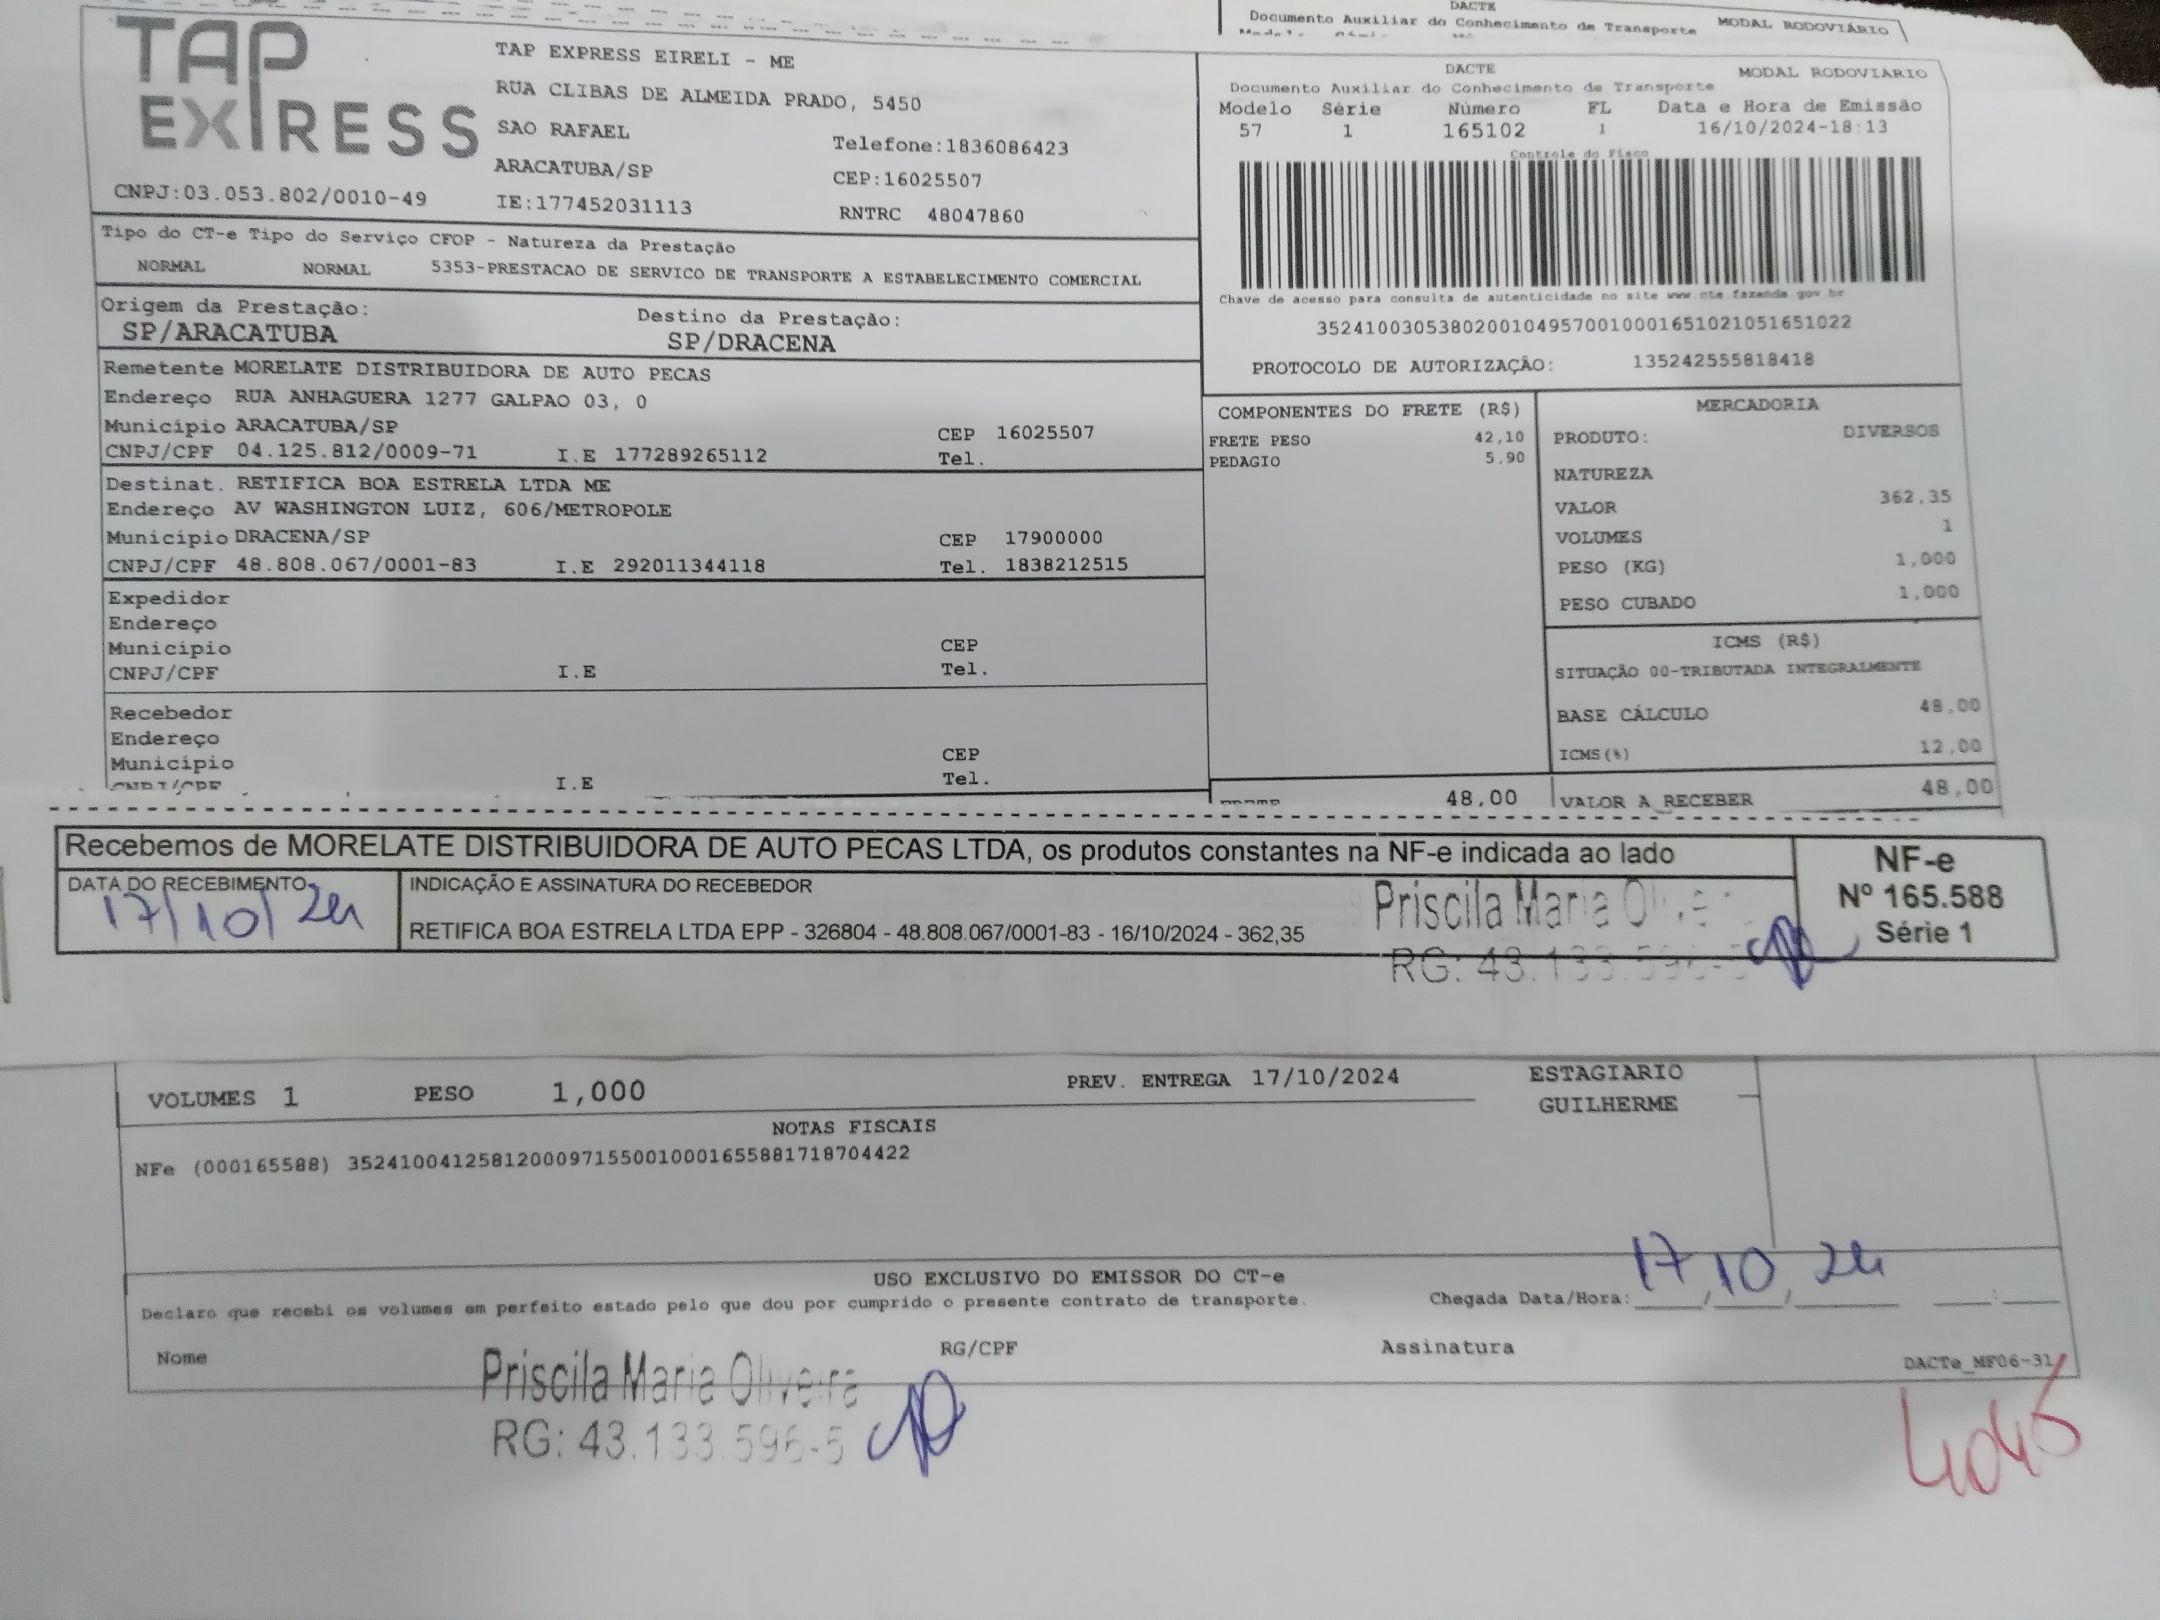 DACTE
Documento Auxiliar do Conhecimento de Transporte MODAL RODOVIÁRIO
TAP
EXPRESS
CNPJ:03.053.802/0010-49
TAP EXPRESS EIRELI - ME
RUA CLIBAS DE ALMEIDA PRADO, 5450
SAO RAFAEL
Telefone:1836086423
ARACATUBA/SP
CEP:16025507
IE:177452031113
RNTRC 48047860
DACTE
MODAL RODOVIÁRIO
Documento Auxiliar do Conhecimento de Transporte
Modelo Série Número FL Data e Hora de Emissão
57 1 165102 1 16/10/2024-18:13
Controle do Fisco
Chave de acesso para consulta de autenticidade no site www.cte.fazenda.gov.br
35241003053802001049570010001651021051651022
PROTOCOLO DE AUTORIZAÇÃO: 135242555818418
Tipo do CT-e Tipo do Serviço CFOP - Natureza da Prestação
NORMAL NORMAL 5353-PRESTACAO DE SERVICO DE TRANSPORTE A ESTABELECIMENTO COMERCIAL
Origem da Prestação: Destino da Prestação:
SP/ARACATUBA SP/DRACENA
Remetente MORELATE DISTRIBUIDORA DE AUTO PECAS
Endereço RUA ANHAGUERA 1277 GALPAO 03, 0
Município ARACATUBA/SP CEP 16025507
CNPJ/CPF 04.125.812/0009-71 I.E 177289265112 Tel.
Destinat. RETIFICA BOA ESTRELA LTDA ME
Endereço AV WASHINGTON LUIZ, 606/METROPOLE
Município DRACENA/SP CEP 17900000
CNPJ/CPF 48.808.067/0001-83 I.E 292011344118 Tel. 1838212515
Expedidor
Endereço
Município CEP
CNPJ/CPF I.E Tel.
Recebedor
Endereço
Município CEP
CNPJ/CPF I.E Tel.
COMPONENTES DO FRETE (R$)
FRETE PESO 42,10
PEDAGIO 5,90
48,00
MERCADORIA
PRODUTO: DIVERSOS
NATUREZA
VALOR 362,35
VOLUMES 1
PESO (KG) 1,000
PESO CUBADO 1,000
ICMS (R$)
SITUAÇÃO 00-TRIBUTADA INTEGRALMENTE
BASE CÁLCULO 48,00
ICMS(%) 12,00
VALOR A RECEBER 48,00
Recebemos de MORELATE DISTRIBUIDORA DE AUTO PECAS LTDA, os produtos constantes na NF-e indicada ao lado
DATA DO RECEBIMENTO
17/10/24
INDICAÇÃO E ASSINATURA DO RECEBEDOR
RETIFICA BOA ESTRELA LTDA EPP - 326804 - 48.808.067/0001-83 - 16/10/2024 - 362,35
Priscila Maria Olive
RG: 43.133.596-5
NF-e
Nº 165.588
Série 1
VOLUMES 1 PESO 1,000 PREV. ENTREGA 17/10/2024
ESTAGIARIO
GUILHERME
NOTAS FISCAIS
NFe (000165588) 35241004125812000971550010001655881718704422
USO EXCLUSIVO DO EMISSOR DO CT-e
Declaro que recebi os volumes em perfeito estado pelo que dou por cumprido o presente contrato de transporte.
Chegada Data/Hora: 17/10/24 :
Nome RG/CPF Assinatura
DACTe_MF06-31
Priscila Maria Oliveira
RG: 43.133.596-5